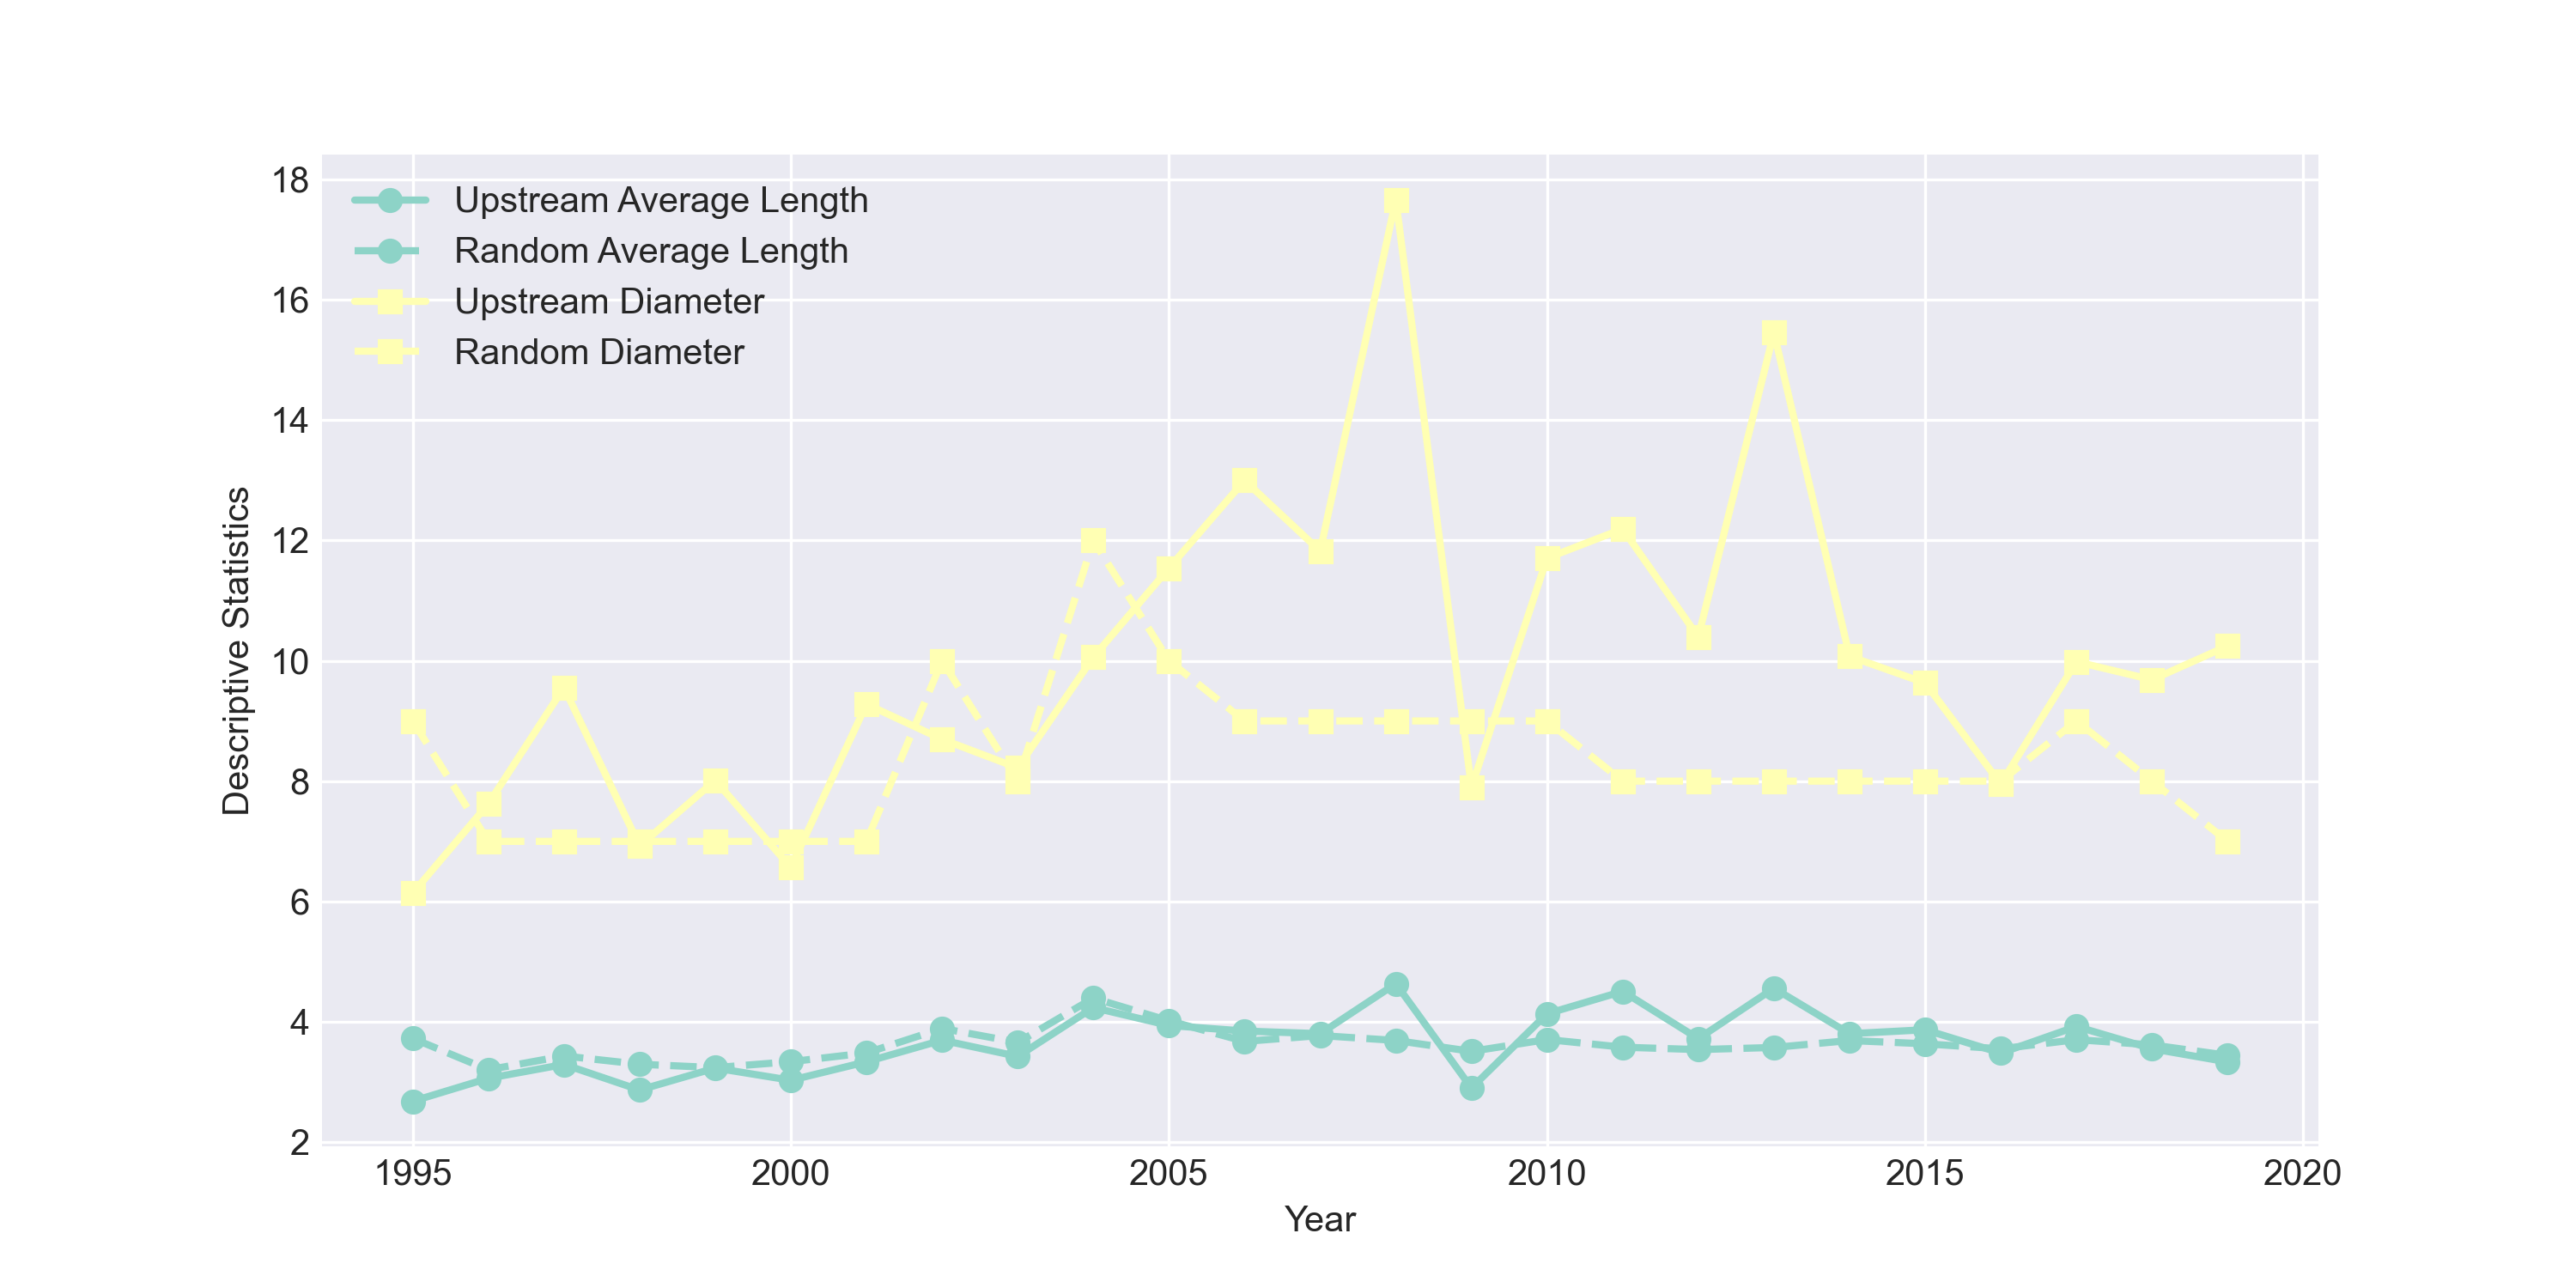 18
16
14
12
10
8
6
4
2
Descriptive Statistics
Upstream Average Length
Random Average Length
Upstream Diameter
Random Diameter
1995 2000 2005 2010 2015 2020
Year